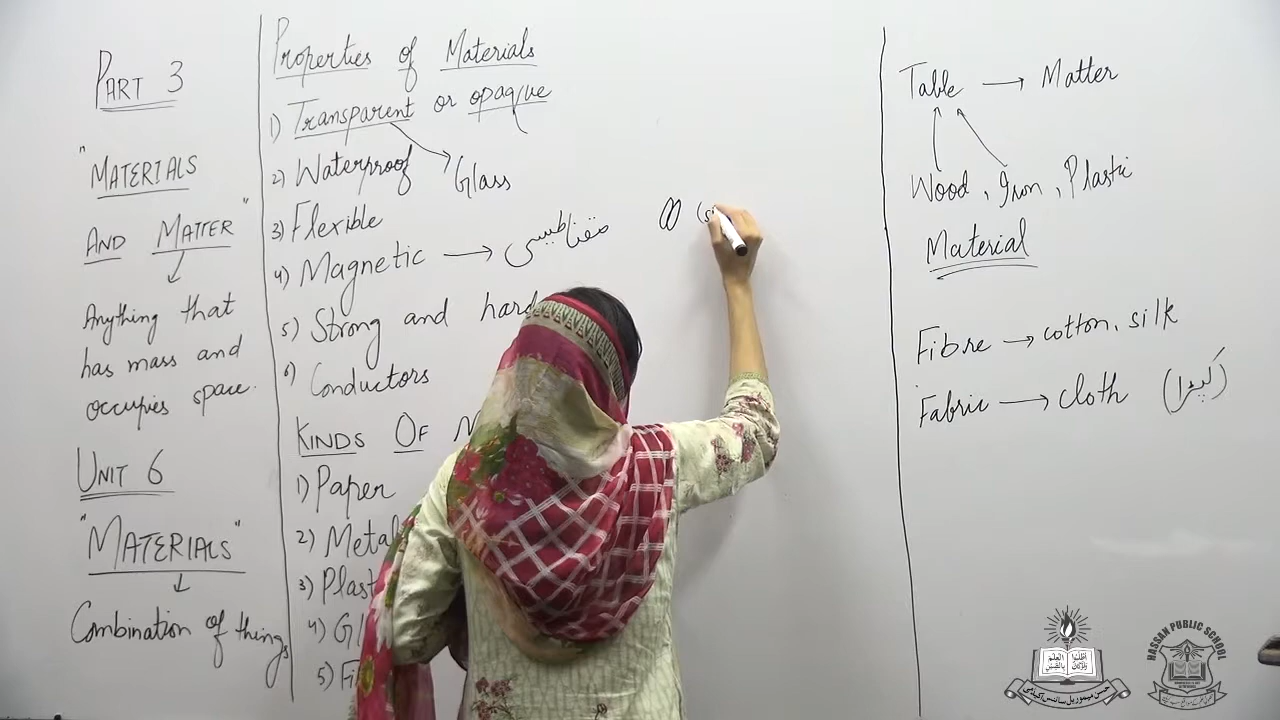 PART 3
"MATERIALS
AND MATTER"
Anything that
has mass and
occupies space.
UNIT 6
"MATERIALS"
Combination of things
Properties of Materials
1) Transparent or opaque
Glass
2) Waterproof
3) Flexible
4) Magnetic → مقناطیسی
5) Strong and hard
6) Conductors
KINDS OF
1) Paper
2) Metal
3) Plast
4) Gl
5) Fi
Table → Matter
Wood, Iron, Plastic
Material
Fibre → cotton, silk
Fabric → cloth (کپڑا)
HASSAN PUBLIC SCHOOL